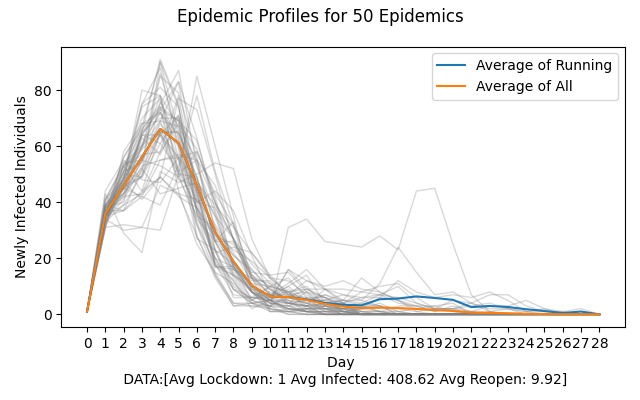 Epidemic Profiles for 50 Epidemics
Average of Running
Average of All
Newly Infected Individuals
80
60
40
20
0
0 1 2 3 4 5 6 7 8 9 10 11 12 13 14 15 16 17 18 19 20 21 22 23 24 25 26 27 28
Day
DATA:[Avg Lockdown: 1 Avg Infected: 408.62 Avg Reopen: 9.92]